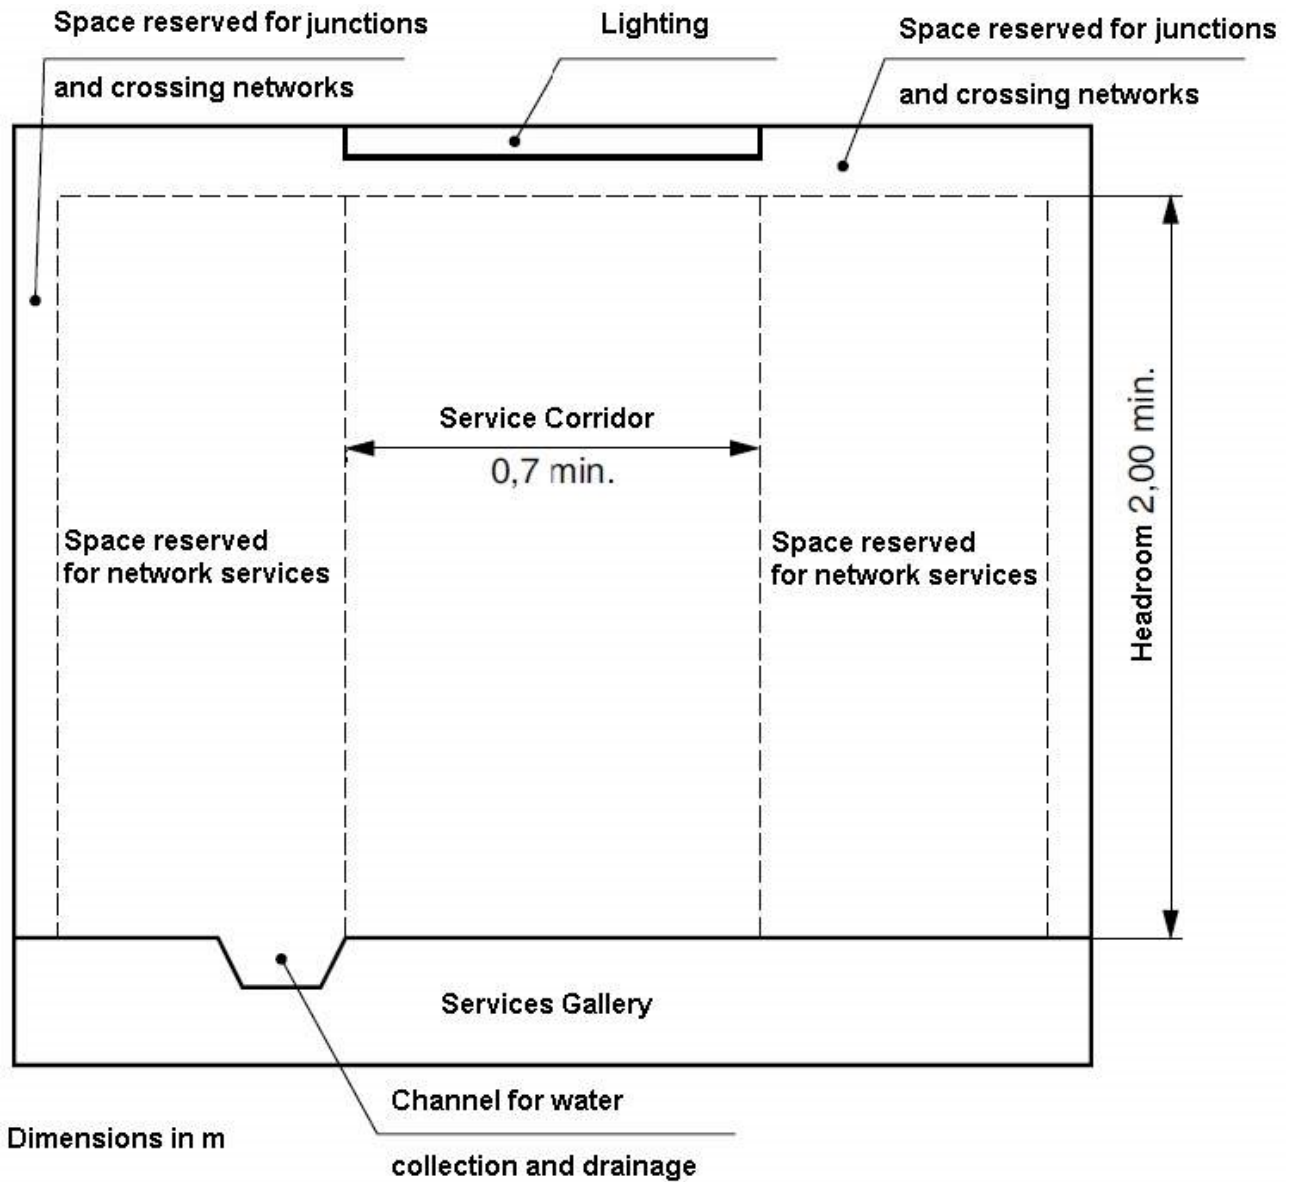 Space reserved for junctions
and crossing networks
Lighting
Space reserved for junctions
and crossing networks
Service Corridor
0,7 min.
Headroom 2,00 min.
Space reserved
for network services
Space reserved
for network services
Services Gallery
Channel for water
collection and drainage
Dimensions in m